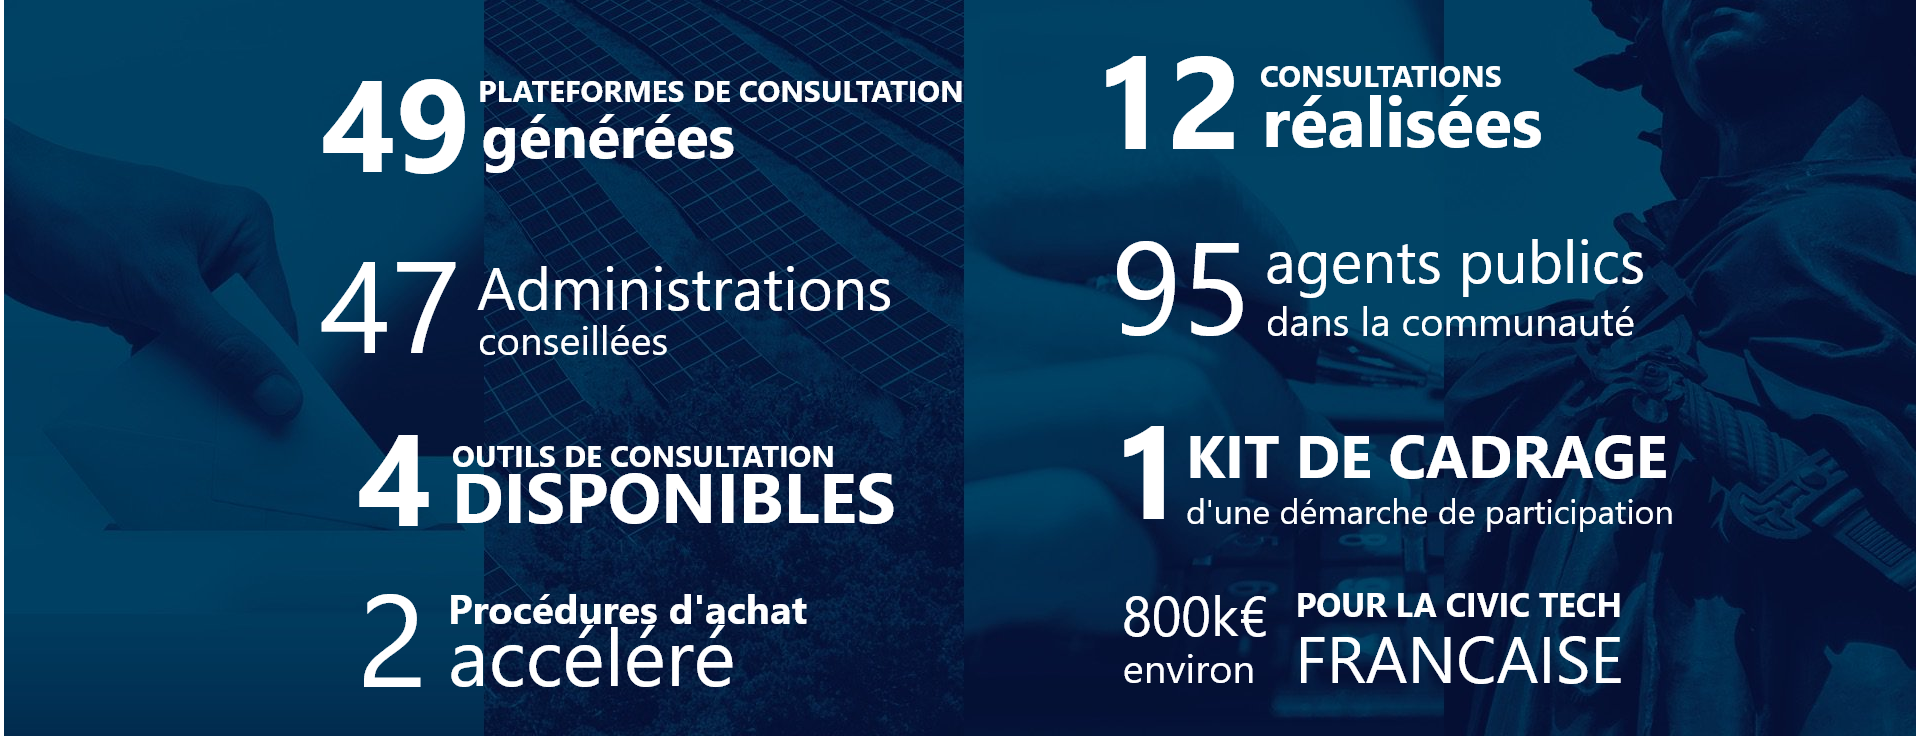 49 PLATEFORMES DE CONSULTATION
générées
47 Administrations
conseillées
4 OUTILS DE CONSULTATION
DISPONIBLES
2 Procédures d'achat
accéléré
12 CONSULTATIONS
réalisées
95 agents publics
dans la communauté
1 KIT DE CADRAGE
d'une démarche de participation
800k€ POUR LA CIVIC TECH
environ FRANCAISE